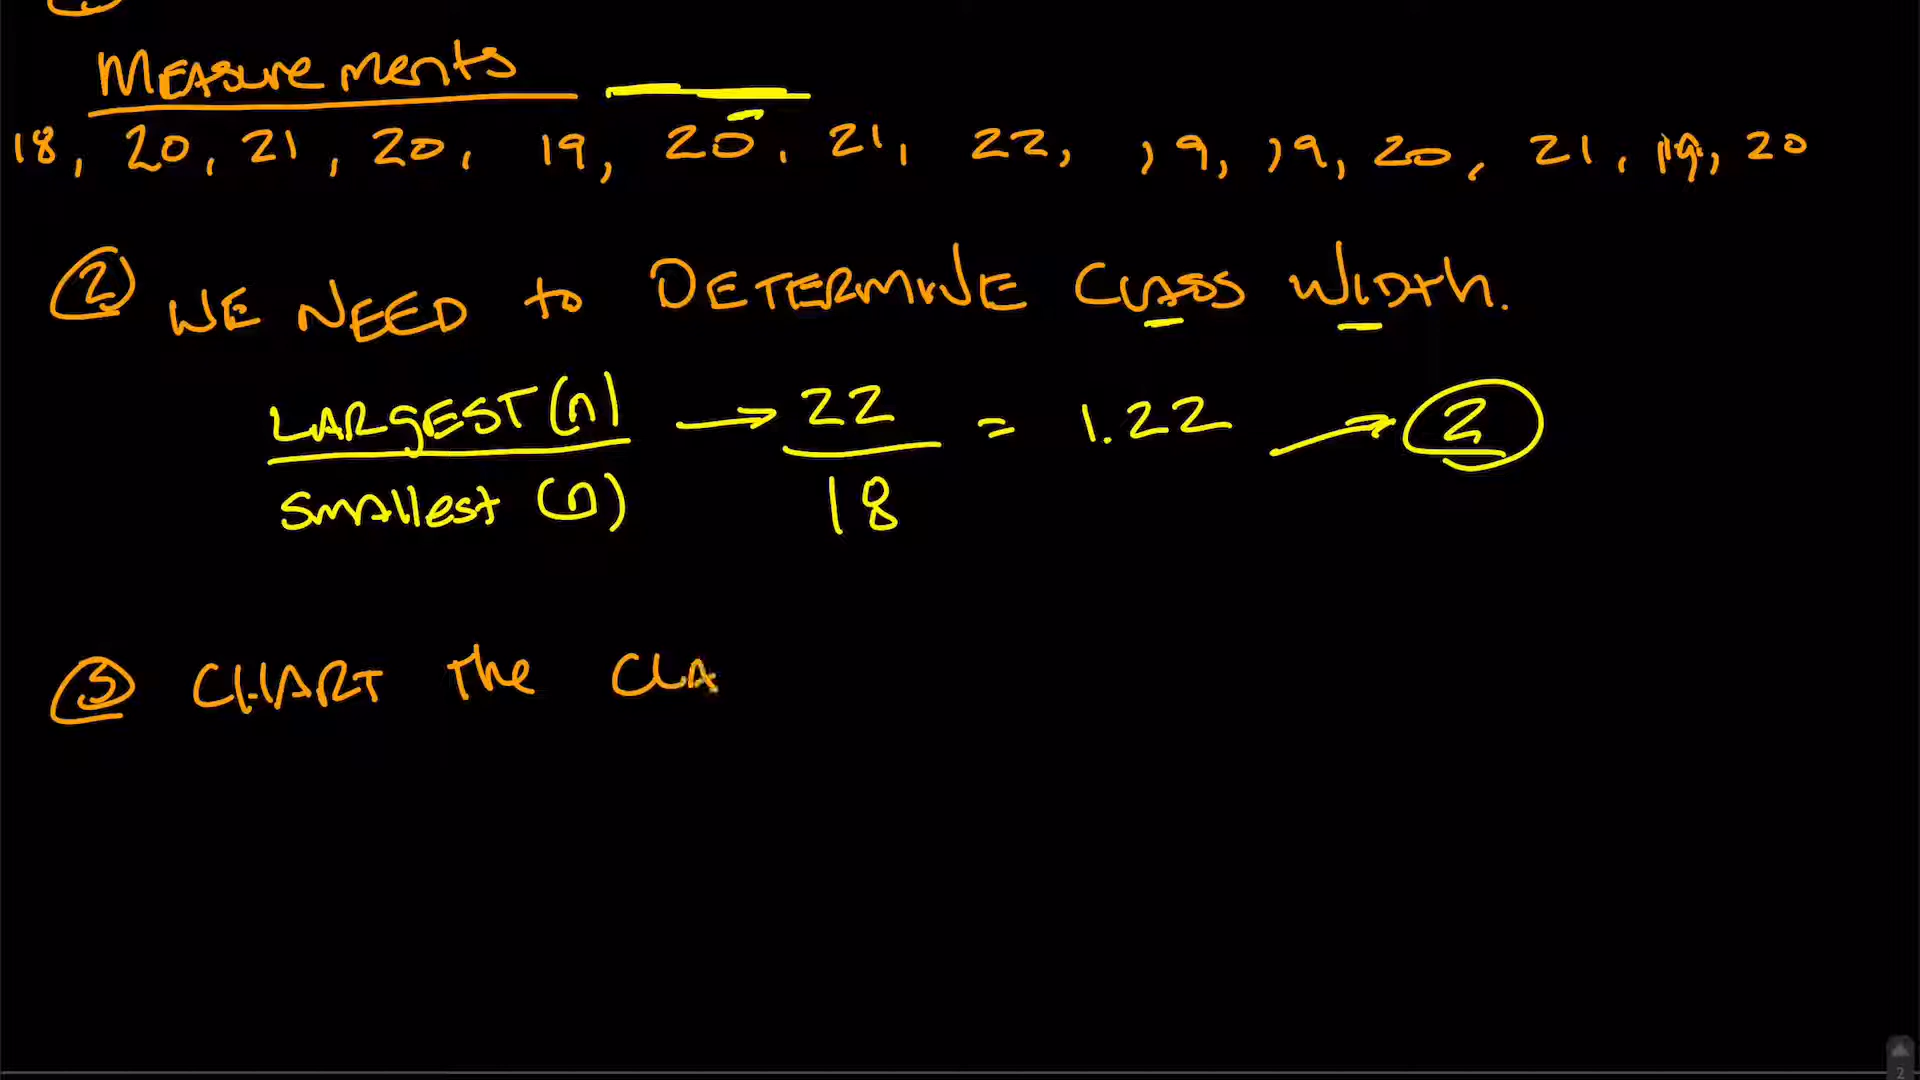 Measurements
18, 20, 21, 20, 19, 20, 21, 22, 19, 19, 20, 21, 19, 20
2 WE NEED to DETERMINE CLASS WIDTH.
LARGEST (n) → 22 = 1.22 → 2
smallest (n) 18
3 CHART The CLA
2